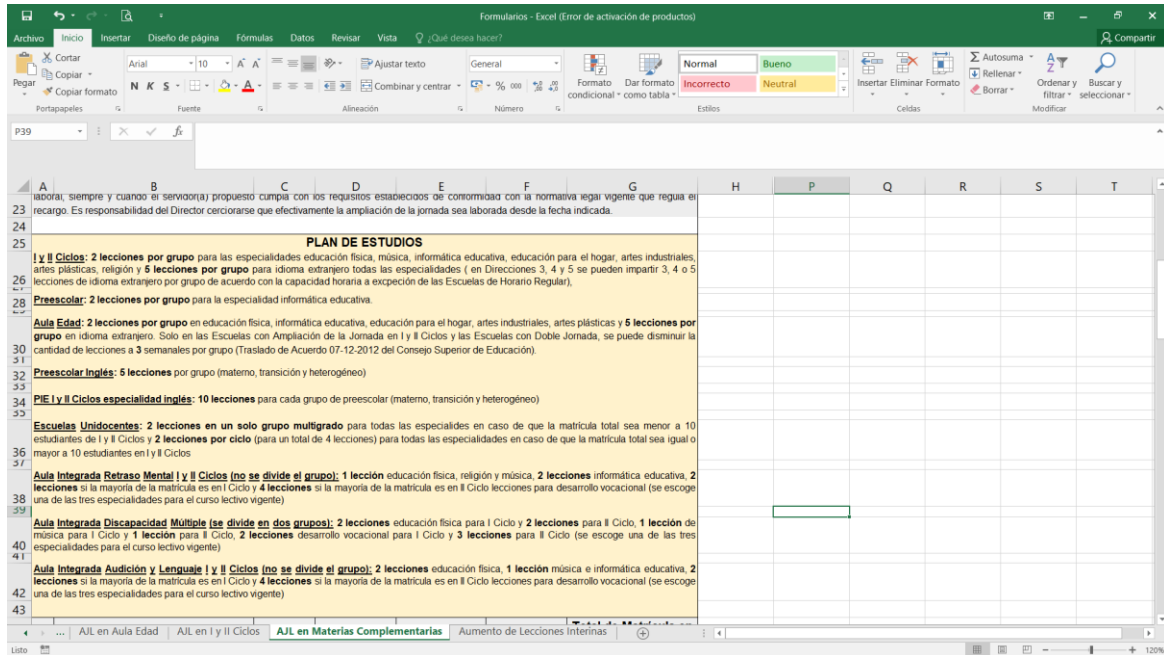 Formularios - Excel (Error de activación de productos)
Archivo Inicio Insertar Diseño de página Fórmulas Datos Revisar Vista ¿Qué desea hacer? Compartir
Cortar
Copiar
Copiar formato
Pegar
Portapapeles
Arial 10
N K S
Fuente
Ajustar texto
Combinar y centrar
Alineación
General
% 000
Número
Formato condicional
Dar formato como tabla
Normal Bueno
Incorrecto Neutral
Estilos
Insertar Eliminar Formato
Celdas
Autosuma
Rellenar
Borrar
Ordenar y filtrar
Buscar y seleccionar
Modificar
P39 fx
A B C D E F G H P Q R S T
laboral, siempre y cuando el servidor(a) propuesto cumpla con los requisitos establecidos de conformidad con la normativa legal vigente que regula el
23 recargo. Es responsabilidad del Director cerciorarse que efectivamente la ampliación de la jornada sea laborada desde la fecha indicada.
24
25 PLAN DE ESTUDIOS
I y II Ciclos: 2 lecciones por grupo para las especialidades educación física, música, informática educativa, educación para el hogar, artes industriales,
artes plásticas, religión y 5 lecciones por grupo para idioma extranjero todas las especialidades ( en Direcciones 3, 4 y 5 se pueden impartir 3, 4 o 5
26 lecciones de idioma extranjero por grupo de acuerdo con la capacidad horaria a excepción de las Escuelas de Horario Regular),
28 Preescolar: 2 lecciones por grupo para la especialidad informática educativa.
Aula Edad: 2 lecciones por grupo en educación física, informática educativa, educación para el hogar, artes industriales, artes plásticas y 5 lecciones por
grupo en idioma extranjero. Solo en las Escuelas con Ampliación de la Jornada en I y II Ciclos y las Escuelas con Doble Jornada, se puede disminuir la
30 cantidad de lecciones a 3 semanales por grupo (Traslado de Acuerdo 07-12-2012 del Consejo Superior de Educación).
31
32 Preescolar Inglés: 5 lecciones por grupo (materno, transición y heterogéneo)
33
34 PIE I y II Ciclos especialidad inglés: 10 lecciones para cada grupo de preescolar (materno, transición y heterogéneo)
35
Escuelas Unidocentes: 2 lecciones en un solo grupo multigrado para todas las especialides en caso de que la matrícula total sea menor a 10
estudiantes de I y II Ciclos y 2 lecciones por ciclo (para un total de 4 lecciones) para todas las especialidades en caso de que la matrícula total sea igual o
36 mayor a 10 estudiantes en I y II Ciclos
37
Aula Integrada Retraso Mental I y II Ciclos (no se divide el grupo): 1 lección educación física, religión y música, 2 lecciones informática educativa, 2
lecciones si la mayoría de la matrícula es en I Ciclo y 4 lecciones si la mayoría de la matrícula es en II Ciclo lecciones para desarrollo vocacional (se escoge
38 una de las tres especialidades para el curso lectivo vigente)
39
Aula Integrada Discapacidad Múltiple (se divide en dos grupos): 2 lecciones educación física para I Ciclo y 2 lecciones para II Ciclo, 1 lección de
música para I Ciclo y 1 lección para II Ciclo, 2 lecciones desarrollo vocacional para I Ciclo y 3 lecciones para II Ciclo (se escoge una de las tres
40 especialidades para el curso lectivo vigente)
41
Aula Integrada Audición y Lenguaje I y II Ciclos (no se divide el grupo): 2 lecciones educación física, 1 lección música e informática educativa, 2
lecciones si la mayoría de la matrícula es en I Ciclo y 4 lecciones si la mayoría de la matrícula es en II Ciclo lecciones para desarrollo vocacional (se escoge
42 una de las tres especialidades para el curso lectivo vigente)
43
... AJL en Aula Edad AJL en I y II Ciclos AJL en Materias Complementarias Aumento de Lecciones Interinas
Listo 120%